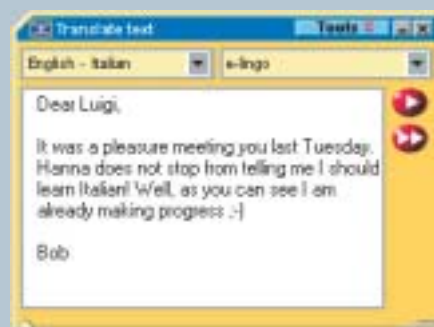 Translate text Tools
English - Italian e-lingo
Dear Luigi,
It was a pleasure meeting you last Tuesday.
Hanna does not stop from telling me I should
learn Italian! Well, as you can see I am
already making progress :-)
Bob